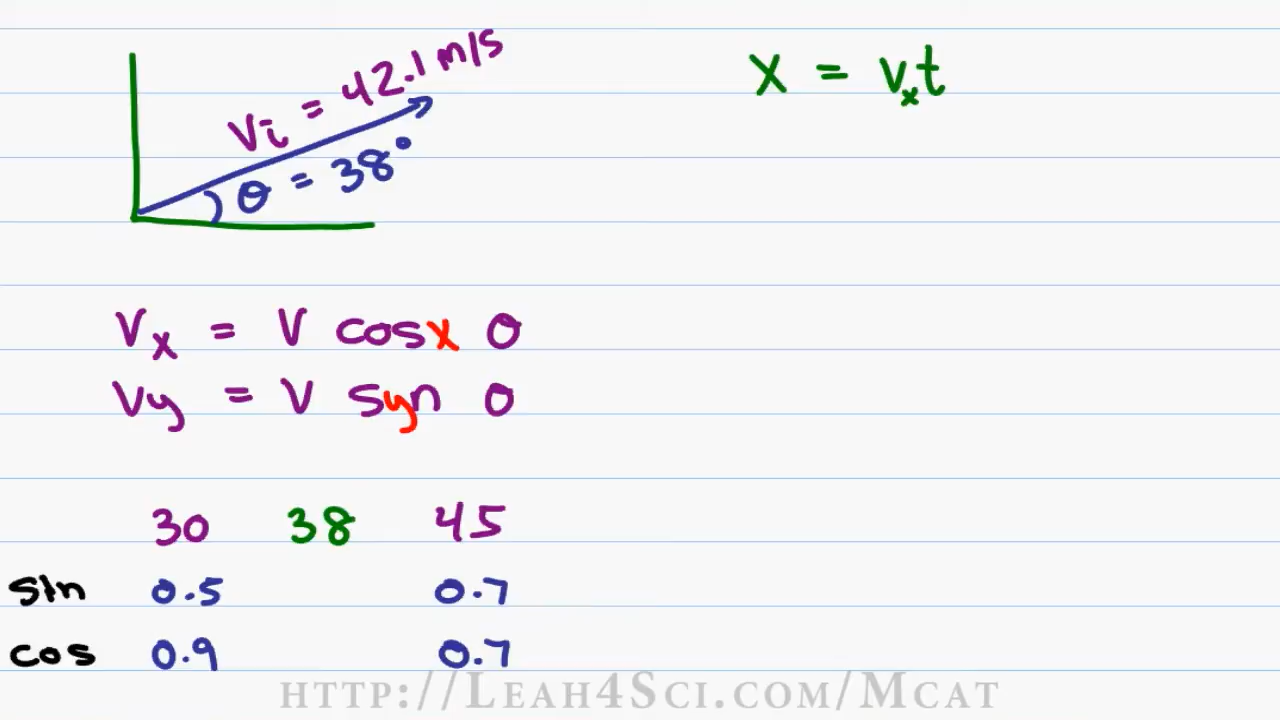 Vi = 42.1 m/s
θ = 38°
X = vxt
Vx = V cosx θ
Vy = V syn θ
30 38 45
sin 0.5 0.7
cos 0.9 0.7
HTTP://LEAH4SCI.COM/MCAT